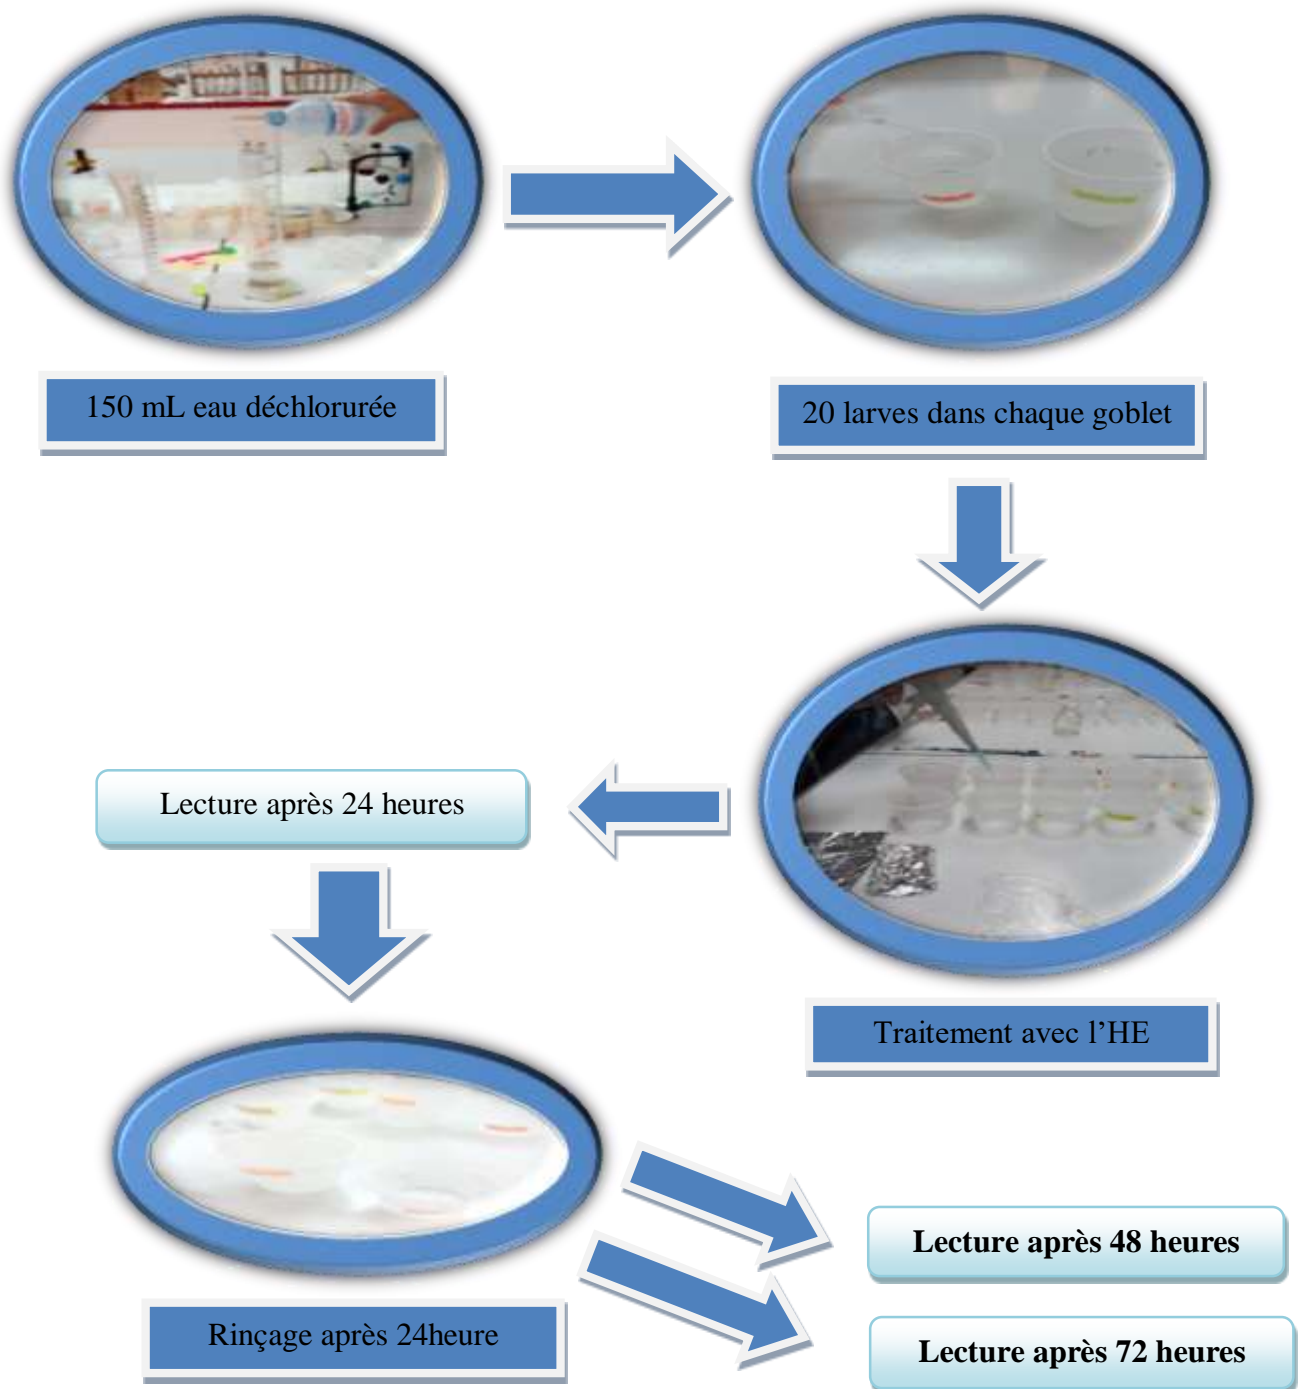 150 mL eau déchlorurée
20 larves dans chaque goblet
Traitement avec l’HE
Lecture après 24 heures
Rinçage après 24heure
Lecture après 48 heures
Lecture après 72 heures